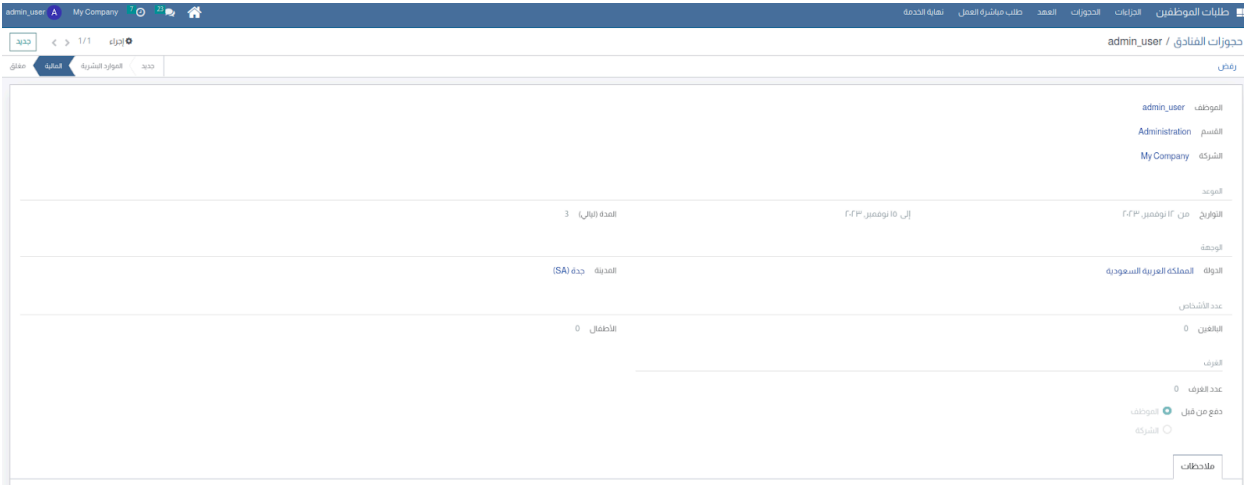 طلبات الموظفين الجزاءات الحجوزات العهد طلب مباشرة العمل نهاية الخدمة 23 7 My Company A admin_user
حجوزات الفنادق / admin_user إجراء 1/1 جديد
رفض جديد الموارد البشرية المالية مغلق
الموظف admin_user
القسم Administration
الشركة My Company
الموعد
التواريخ من ١٢ نوفمبر, ٢٠٢٣ إلى ١٥ نوفمبر, ٢٠٢٣ المدة (ليالي) 3
الوجهة
الدولة المملكة العربية السعودية المدينة جدة (SA)
عدد الأشخاص
البالغين 0 الأطفال 0
الغرف
عدد الغرف 0
دفع من قبل الموظف
الشركة
ملاحظات